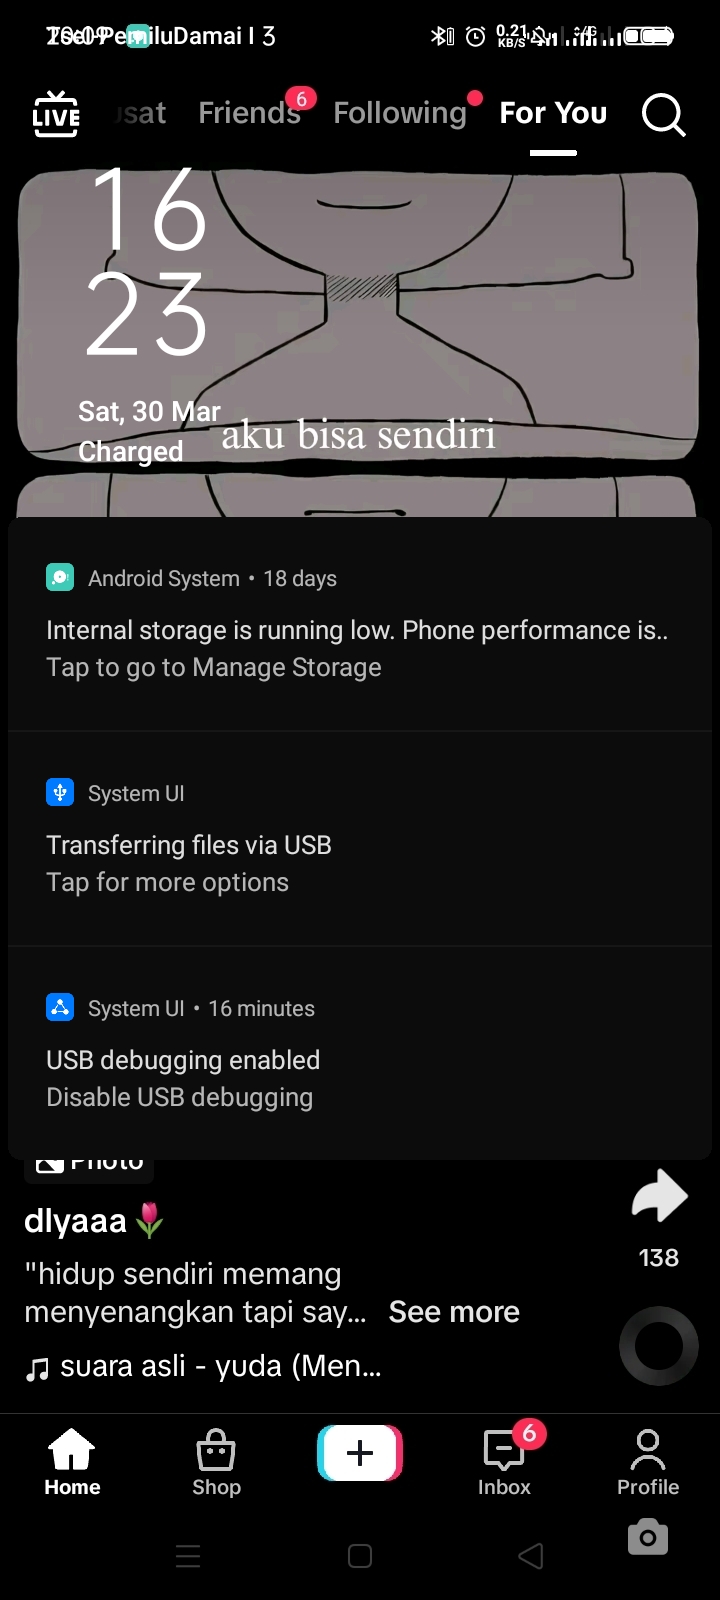 Tsel-PemiluDamai | 3
0.21
KB/S
LIVE
usat Friends 6 Following For You
16
23
Sat, 30 Mar
Charged
aku bisa sendiri
Android System • 18 days
Internal storage is running low. Phone performance is..
Tap to go to Manage Storage
System UI
Transferring files via USB
Tap for more options
System UI • 16 minutes
USB debugging enabled
Disable USB debugging
Photo
dlyaaa
138
"hidup sendiri memang
menyenangkan tapi say... See more
suara asli - yuda (Men...
6
Home Shop Inbox Profile